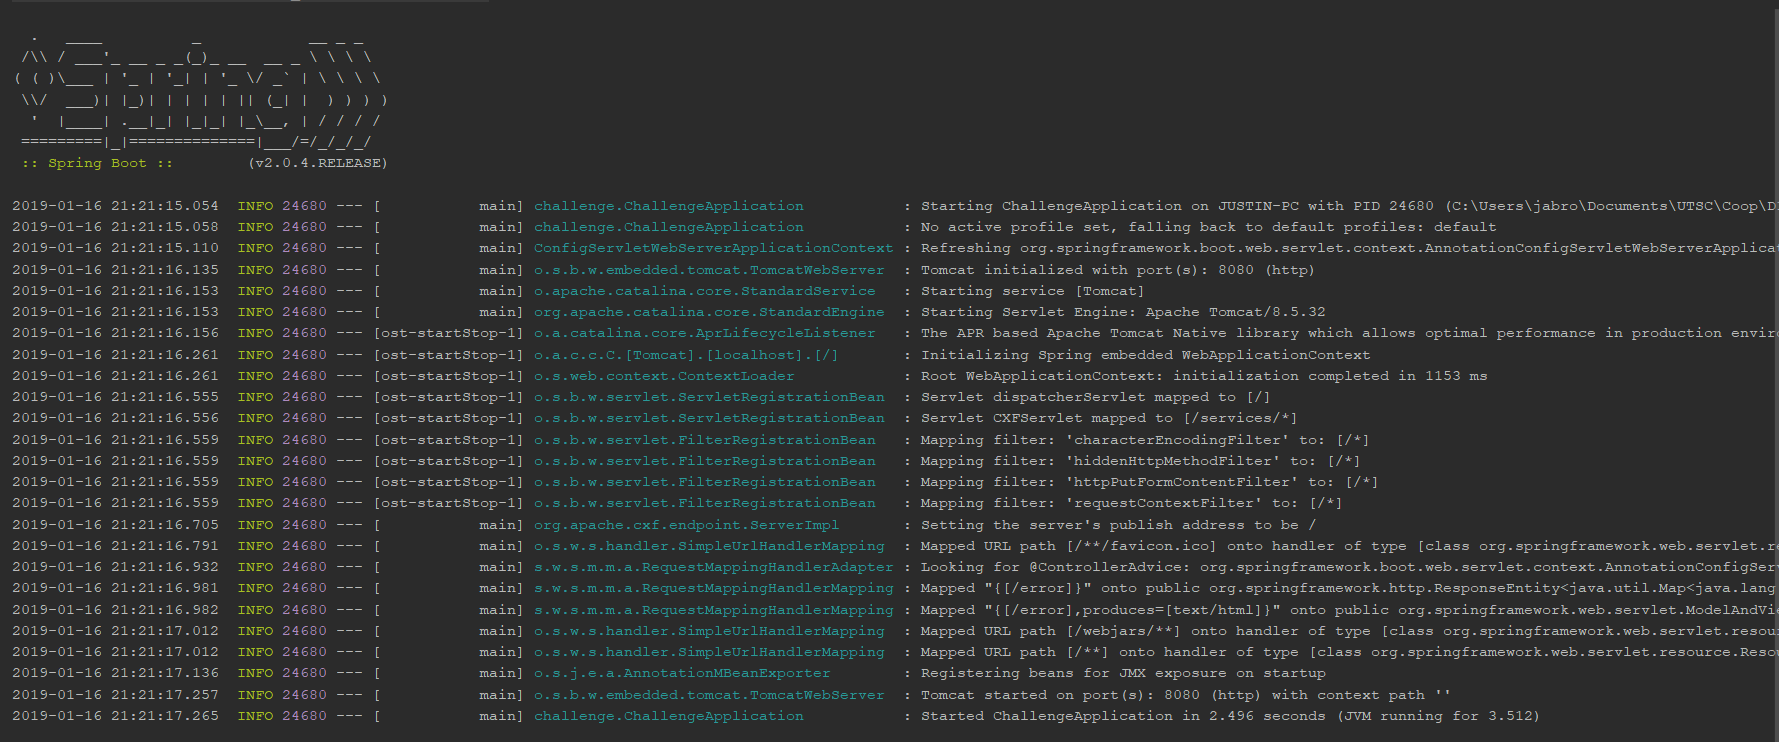 .   ____          _            __ _ _
 /\\ / ___'_ __ _ _(_)_ __  __ _ \ \ \ \
( ( )\___ | '_ | '_| | '_ \/ _` | \ \ \ \
 \\/  ___)| |_)| | | | | || (_| |  ) ) ) )
  '  |____| .__|_| |_|_| |_\__, | / / / /
 =========|_|==============|___/=/_/_/_/
 :: Spring Boot ::        (v2.0.4.RELEASE)
2019-01-16 21:21:15.054  INFO 24680 --- [           main] challenge.ChallengeApplication           : Starting ChallengeApplication on JUSTIN-PC with PID 24680 (C:\Users\jabro\Documents\UTSC\Coop\D
2019-01-16 21:21:15.058  INFO 24680 --- [           main] challenge.ChallengeApplication           : No active profile set, falling back to default profiles: default
2019-01-16 21:21:15.110  INFO 24680 --- [           main] ConfigServletWebServerApplicationContext : Refreshing org.springframework.boot.web.servlet.context.AnnotationConfigServletWebServerApplica
2019-01-16 21:21:16.135  INFO 24680 --- [           main] o.s.b.w.embedded.tomcat.TomcatWebServer  : Tomcat initialized with port(s): 8080 (http)
2019-01-16 21:21:16.153  INFO 24680 --- [           main] o.apache.catalina.core.StandardService   : Starting service [Tomcat]
2019-01-16 21:21:16.153  INFO 24680 --- [           main] org.apache.catalina.core.StandardEngine  : Starting Servlet Engine: Apache Tomcat/8.5.32
2019-01-16 21:21:16.156  INFO 24680 --- [ost-startStop-1] o.a.catalina.core.AprLifecycleListener   : The APR based Apache Tomcat Native library which allows optimal performance in production envir
2019-01-16 21:21:16.261  INFO 24680 --- [ost-startStop-1] o.a.c.c.C.[Tomcat].[localhost].[/]       : Initializing Spring embedded WebApplicationContext
2019-01-16 21:21:16.261  INFO 24680 --- [ost-startStop-1] o.s.web.context.ContextLoader            : Root WebApplicationContext: initialization completed in 1153 ms
2019-01-16 21:21:16.555  INFO 24680 --- [ost-startStop-1] o.s.b.w.servlet.ServletRegistrationBean  : Servlet dispatcherServlet mapped to [/]
2019-01-16 21:21:16.556  INFO 24680 --- [ost-startStop-1] o.s.b.w.servlet.ServletRegistrationBean  : Servlet CXFServlet mapped to [/services/*]
2019-01-16 21:21:16.559  INFO 24680 --- [ost-startStop-1] o.s.b.w.servlet.FilterRegistrationBean   : Mapping filter: 'characterEncodingFilter' to: [/*]
2019-01-16 21:21:16.559  INFO 24680 --- [ost-startStop-1] o.s.b.w.servlet.FilterRegistrationBean   : Mapping filter: 'hiddenHttpMethodFilter' to: [/*]
2019-01-16 21:21:16.559  INFO 24680 --- [ost-startStop-1] o.s.b.w.servlet.FilterRegistrationBean   : Mapping filter: 'httpPutFormContentFilter' to: [/*]
2019-01-16 21:21:16.559  INFO 24680 --- [ost-startStop-1] o.s.b.w.servlet.FilterRegistrationBean   : Mapping filter: 'requestContextFilter' to: [/*]
2019-01-16 21:21:16.705  INFO 24680 --- [           main] org.apache.cxf.endpoint.ServerImpl       : Setting the server's publish address to be /
2019-01-16 21:21:16.791  INFO 24680 --- [           main] o.s.w.s.handler.SimpleUrlHandlerMapping  : Mapped URL path [/**/favicon.ico] onto handler of type [class org.springframework.web.servlet.re
2019-01-16 21:21:16.932  INFO 24680 --- [           main] s.w.s.m.m.a.RequestMappingHandlerAdapter : Looking for @ControllerAdvice: org.springframework.boot.web.servlet.context.AnnotationConfigServ
2019-01-16 21:21:16.981  INFO 24680 --- [           main] s.w.s.m.m.a.RequestMappingHandlerMapping : Mapped "{[/error]}" onto public org.springframework.http.ResponseEntity<java.util.Map<java.lang
2019-01-16 21:21:16.982  INFO 24680 --- [           main] s.w.s.m.m.a.RequestMappingHandlerMapping : Mapped "{[/error],produces=[text/html]}" onto public org.springframework.web.servlet.ModelAndVie
2019-01-16 21:21:17.012  INFO 24680 --- [           main] o.s.w.s.handler.SimpleUrlHandlerMapping  : Mapped URL path [/webjars/**] onto handler of type [class org.springframework.web.servlet.resour
2019-01-16 21:21:17.012  INFO 24680 --- [           main] o.s.w.s.handler.SimpleUrlHandlerMapping  : Mapped URL path [/**] onto handler of type [class org.springframework.web.servlet.resource.Reso
2019-01-16 21:21:17.136  INFO 24680 --- [           main] o.s.j.e.a.AnnotationMBeanExporter        : Registering beans for JMX exposure on startup
2019-01-16 21:21:17.257  INFO 24680 --- [           main] o.s.b.w.embedded.tomcat.TomcatWebServer  : Tomcat started on port(s): 8080 (http) with context path ''
2019-01-16 21:21:17.265  INFO 24680 --- [           main] challenge.ChallengeApplication           : Started ChallengeApplication in 2.496 seconds (JVM running for 3.512)